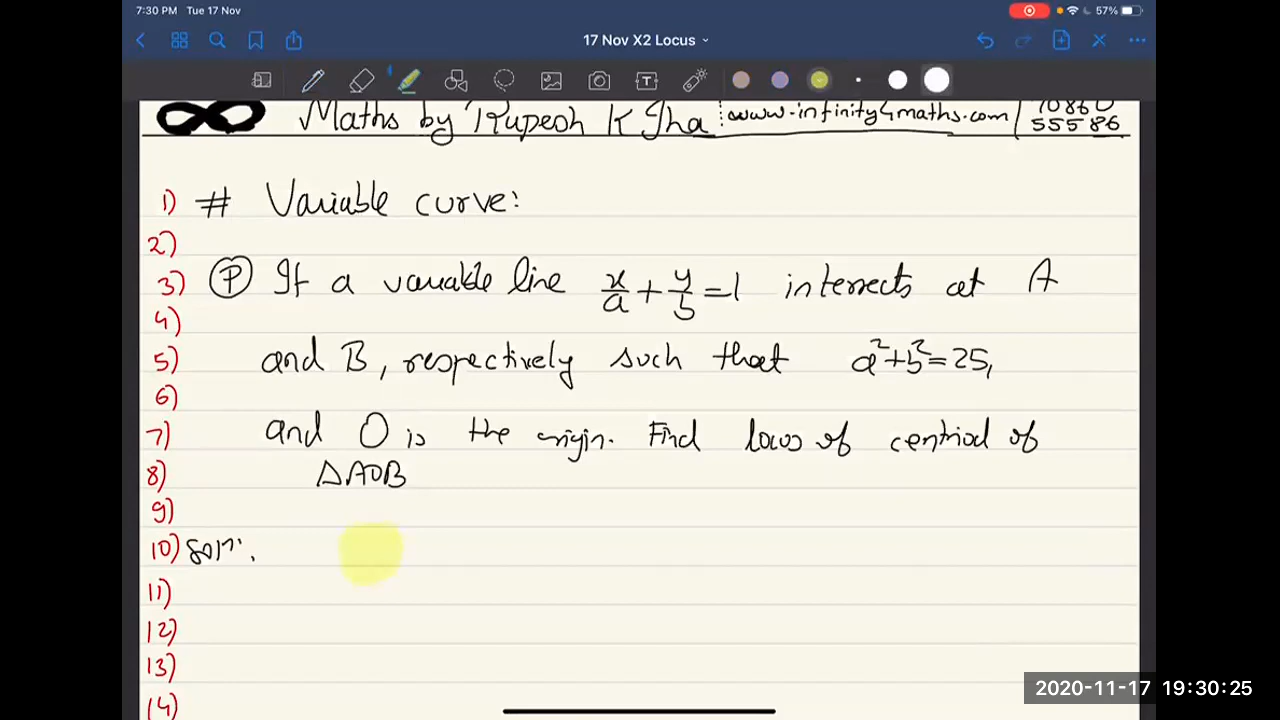 7:30 PM Tue 17 Nov
57%
17 Nov X2 Locus
∞ Maths by Rupesh K Jha www.infinity4maths.com
55586
1) # Variable curve:
2)
3) Ⓟ If a variable line x/a + y/b = 1 intersects at A
4)
5) and B, respectively such that a²+b²=25,
6)
7) and O is the origin. Find locus of centriod of
8) ΔAOB
9)
10) Soln.
11)
12)
13)
14)
2020-11-17 19:30:25